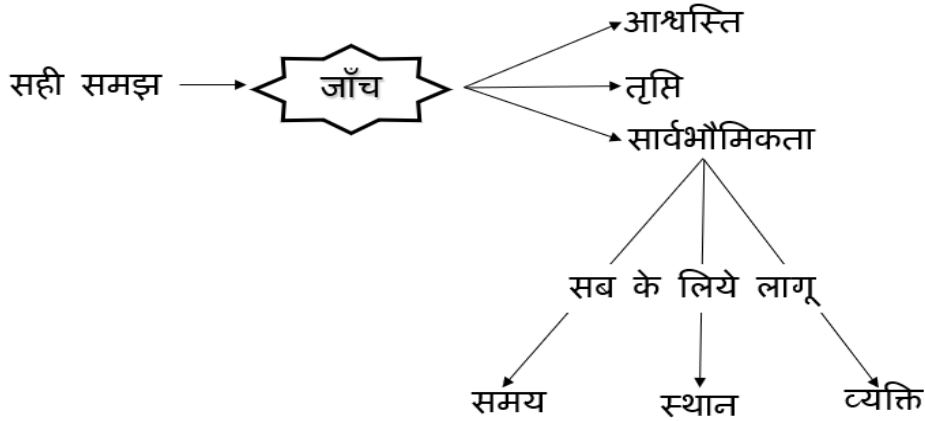 आश्वस्ति
सही समझ
जाँच
तृप्ति
सार्वभौमिकता
सब के लिये लागू
समय
स्थान
व्यक्ति